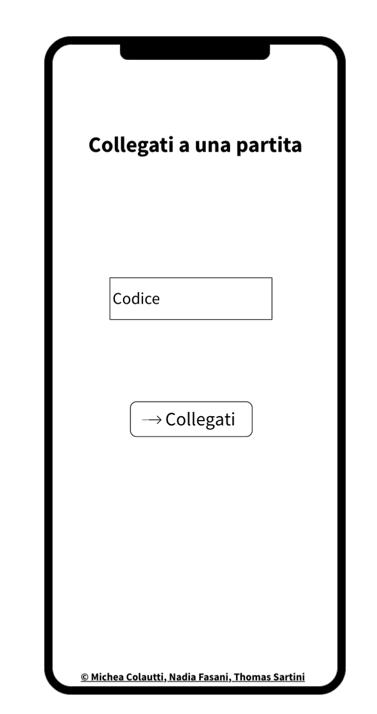 Collegati a una partita
Codice
→ Collegati
© Michea Colautti, Nadia Fasani, Thomas Sartini